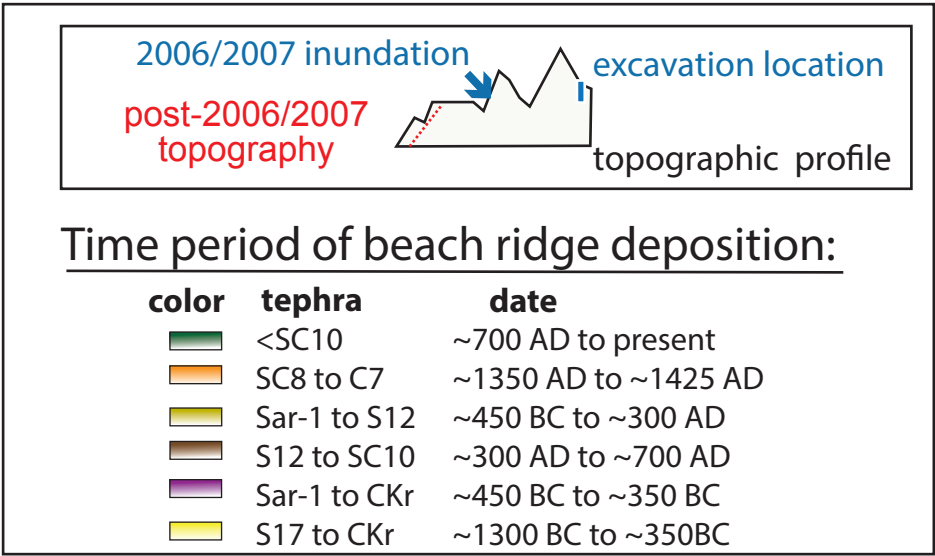 2006/2007 inundation
excavation location
post-2006/2007
topography
topographic profile
Time period of beach ridge deposition:
color tephra date
<SC10 ~700 AD to present
SC8 to C7 ~1350 AD to ~1425 AD
Sar-1 to S12 ~450 BC to ~300 AD
S12 to SC10 ~300 AD to ~700 AD
Sar-1 to CKr ~450 BC to ~350 BC
S17 to CKr ~1300 BC to ~350BC